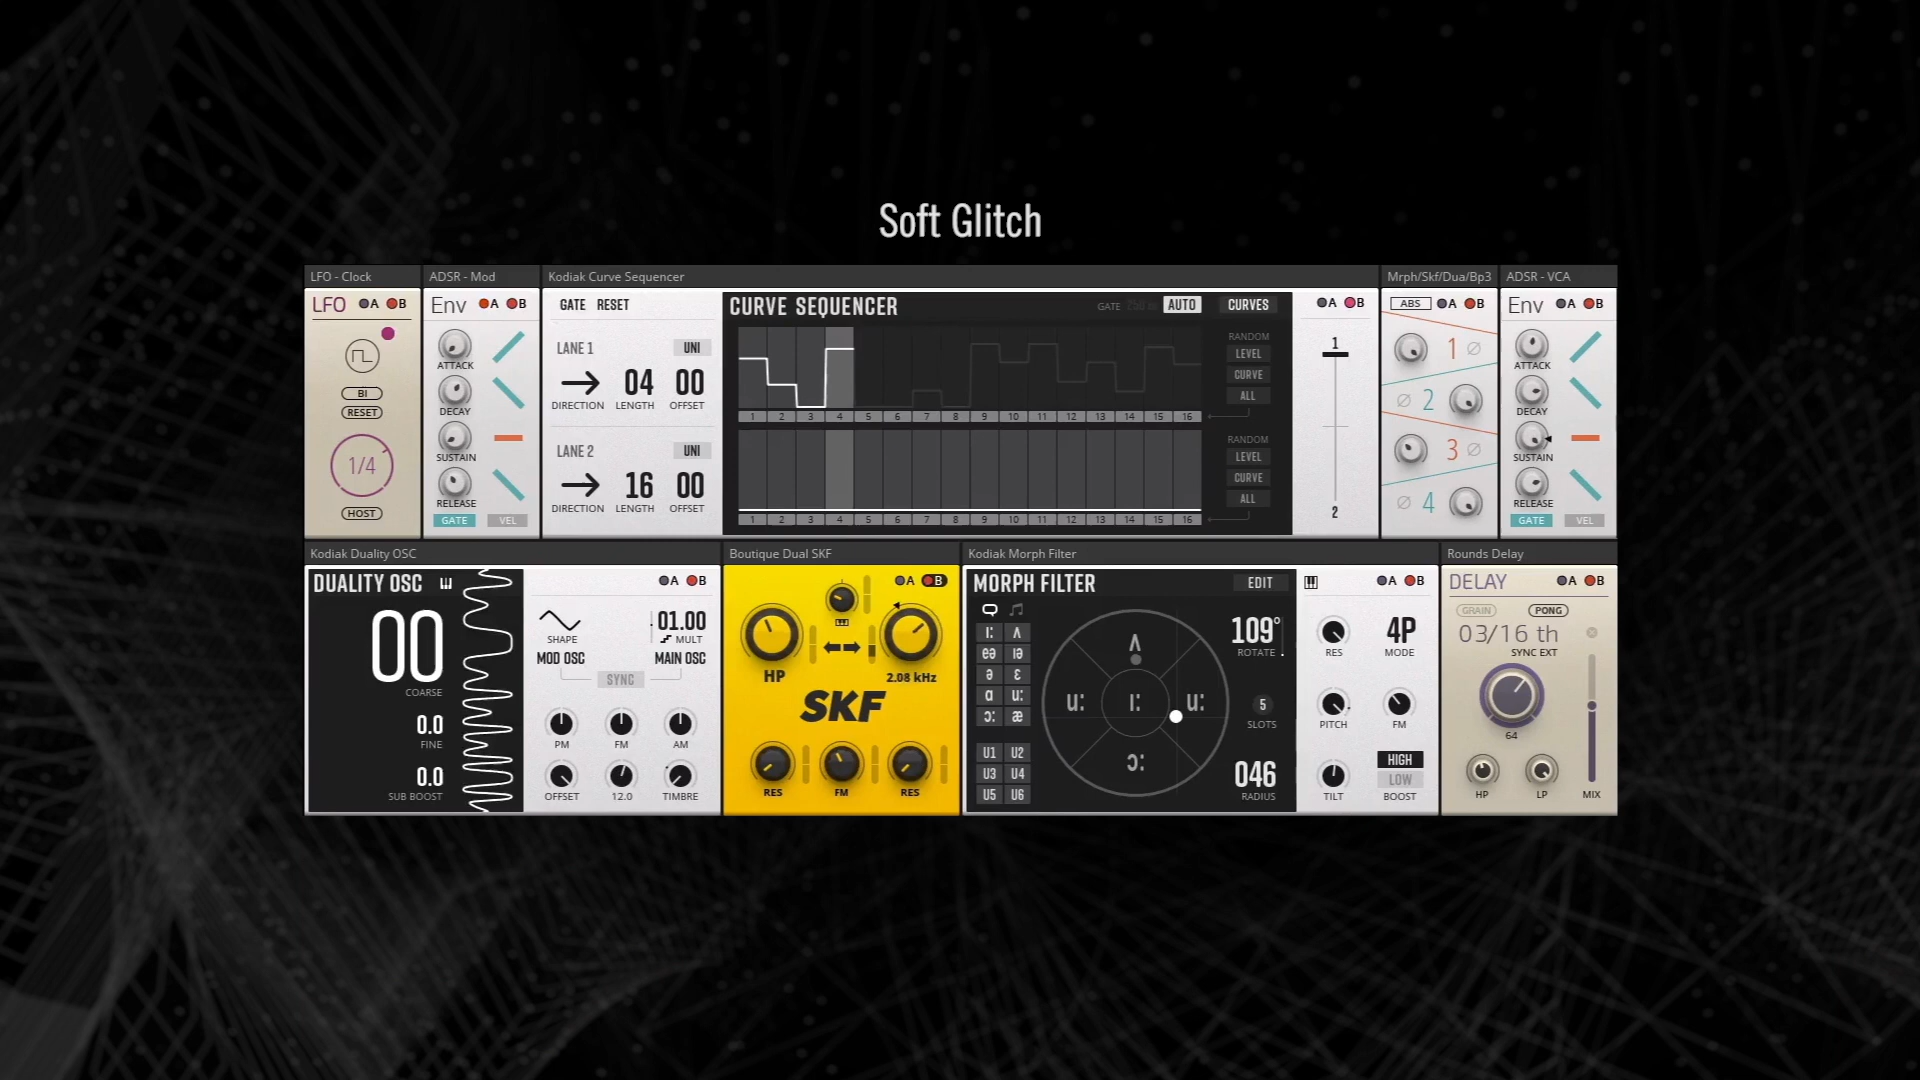 Soft Glitch
LFO - Clock
ADSR - Mod
Kodiak Curve Sequencer
Mrph/Skf/Dua/Bp3
ADSR - VCA
LFO A B
BI
RESET
1/4
HOST
Env A B
ATTACK
DECAY
SUSTAIN
RELEASE
GATE VEL
GATE RESET
LANE 1 UNI
04 00
DIRECTION LENGTH OFFSET
LANE 2 UNI
16 00
DIRECTION LENGTH OFFSET
CURVE SEQUENCER
GATE AUTO CURVES
RANDOM
LEVEL
CURVE
ALL
1 2 3 4 5 6 7 8 9 10 11 12 13 14 15 16
RANDOM
LEVEL
CURVE
ALL
1 2 3 4 5 6 7 8 9 10 11 12 13 14 15 16
A B
1
2
ABS A B
1 Ø
Ø 2
3 Ø
Ø 4
Env A B
ATTACK
DECAY
SUSTAIN
RELEASE
GATE VEL
Kodiak Duality OSC
Boutique Dual SKF
Kodiak Morph Filter
Rounds Delay
DUALITY OSC
00
COARSE
0.0
FINE
0.0
SUB BOOST
A B
01.00
SHAPE MULT
MOD OSC MAIN OSC
SYNC
PM FM AM
OFFSET 12.0 TIMBRE
A B
HP 2.08 kHz
SKF
RES FM RES
MORPH FILTER EDIT
iː ʌ
eə ɪə
ə ɛ
ɑ uː
ɔː æ
U1 U2
U3 U4
U5 U6
ʌ
uː iː uː
ɔː
109°
ROTATE
5
SLOTS
046
RADIUS
A B
4P
RES MODE
PITCH FM
HIGH
LOW
TILT BOOST
DELAY A B
GRAIN PONG
03/16 th
SYNC EXT
64
HP LP MIX